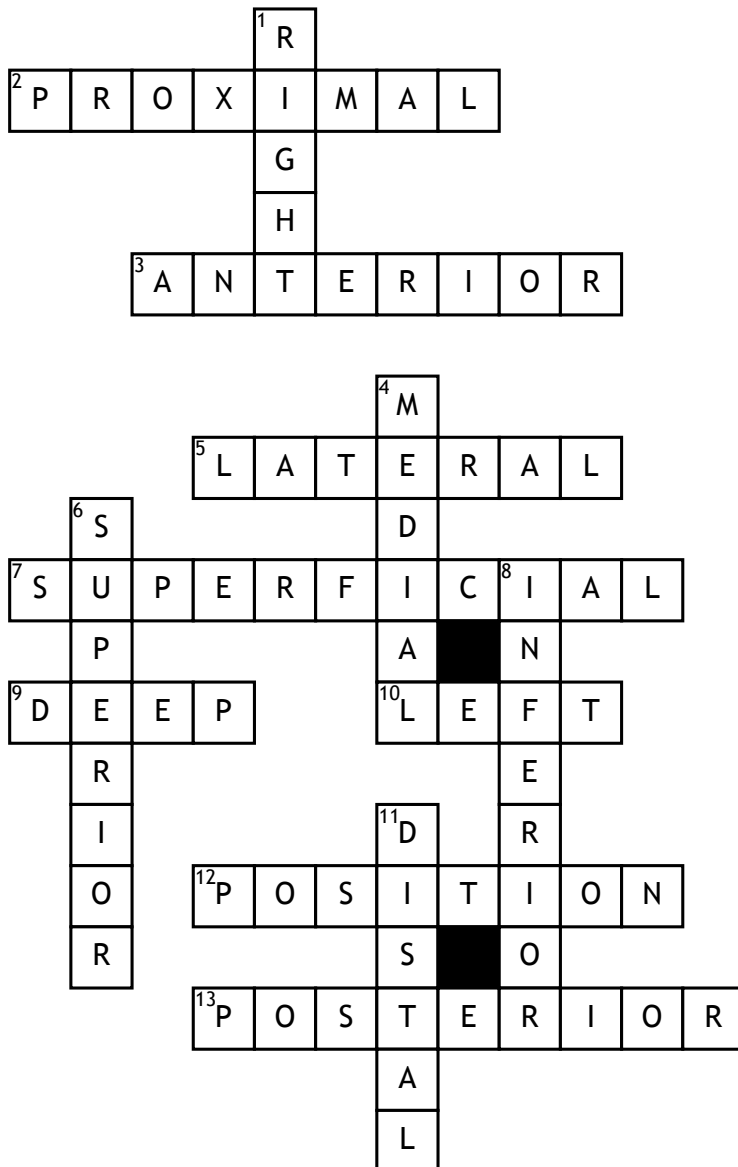 1 R
2 P R O X I M A L
G
H
3 A N T E R I O R
4 M
5 L A T E R A L
6 S D
7 S U P E R F I C 8 I A L
P A N
9 D E E P 10 L E F T
R E
I 11 D R
O 12 P O S I T I O N
R S O
13 P O S T E R I O R
A
L